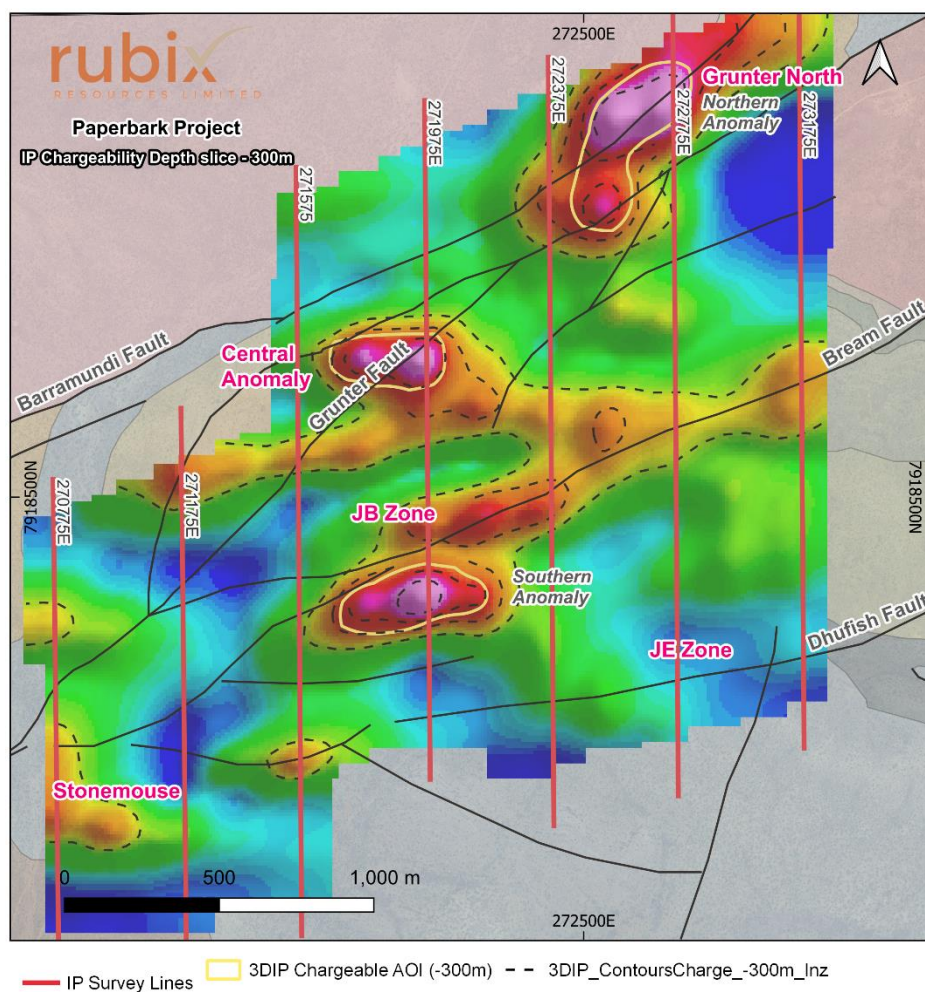 rubix
RESOURCES LIMITED
Paperbark Project
IP Chargeability Depth slice -300m
272500E
Grunter North
Northern
Anomaly
271575
271975E
272375E
272775E
273175E
Barramundi Fault
Central
Anomaly
Grunter Fault
Bream Fault
7918500N
7918500N
270775E
271175E
JB Zone
Southern
Anomaly
JE Zone
Dhufish Fault
Stonemouse
0 500 1,000 m
272500E
IP Survey Lines 3DIP Chargeable AOI (-300m) 3DIP_ContoursCharge_-300m_lnz